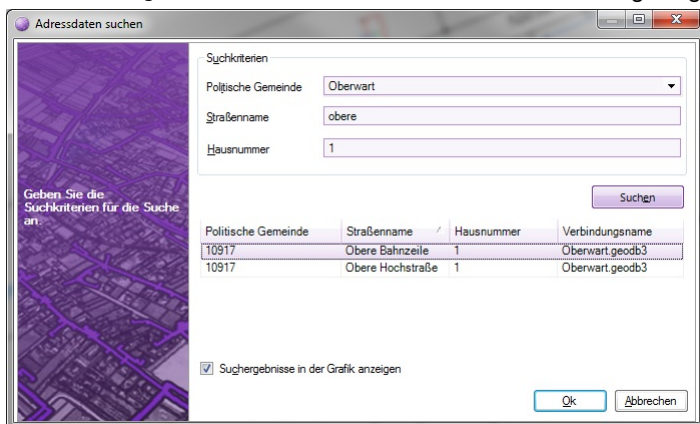 Adressdaten suchen
Suchkriterien
Politische Gemeinde Oberwart
Straßenname obere
Hausnummer 1
Geben Sie die
Suchkriterien für die Suche
an.
Suchen
Politische Gemeinde Straßenname Hausnummer Verbindungsname
10917 Obere Bahnzeile 1 Oberwart.geodb3
10917 Obere Hochstraße 1 Oberwart.geodb3
Suchergebnisse in der Grafik anzeigen
Ok Abbrechen